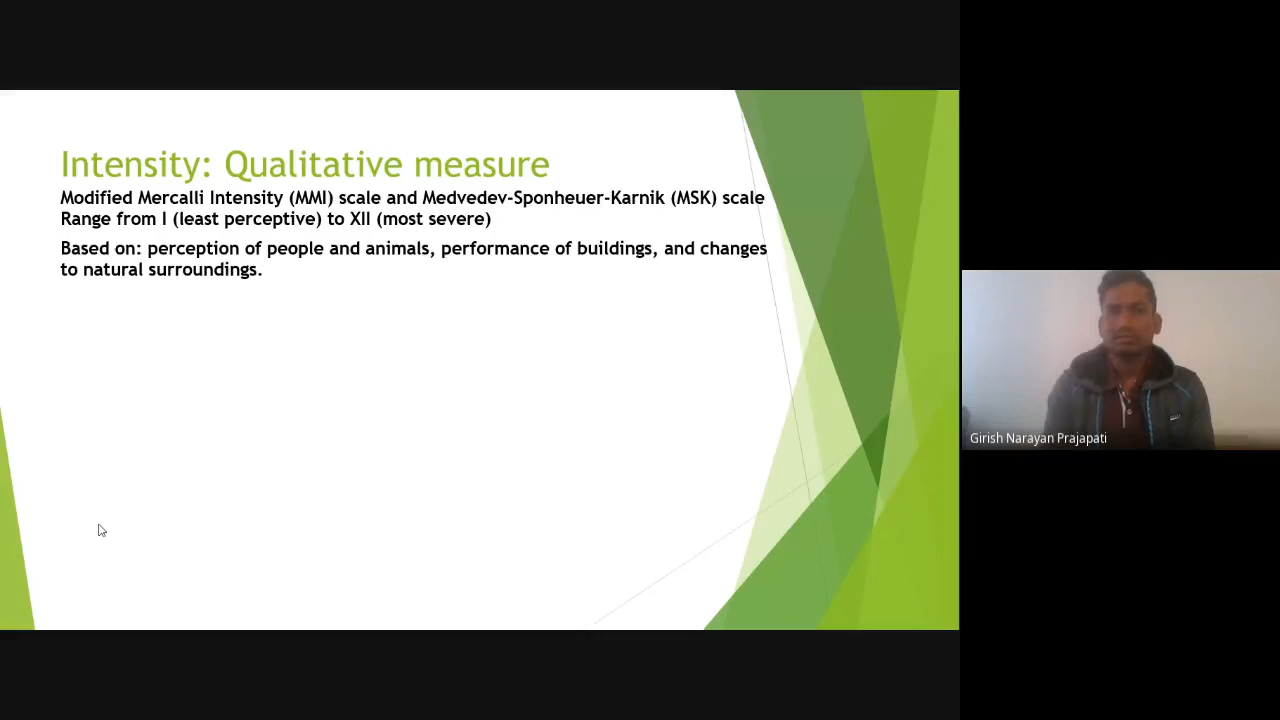 Intensity: Qualitative measure
Modified Mercalli Intensity (MMI) scale and Medvedev-Sponheuer-Karnik (MSK) scale
Range from I (least perceptive) to XII (most severe)
Based on: perception of people and animals, performance of buildings, and changes
to natural surroundings.
Girish Narayan Prajapati